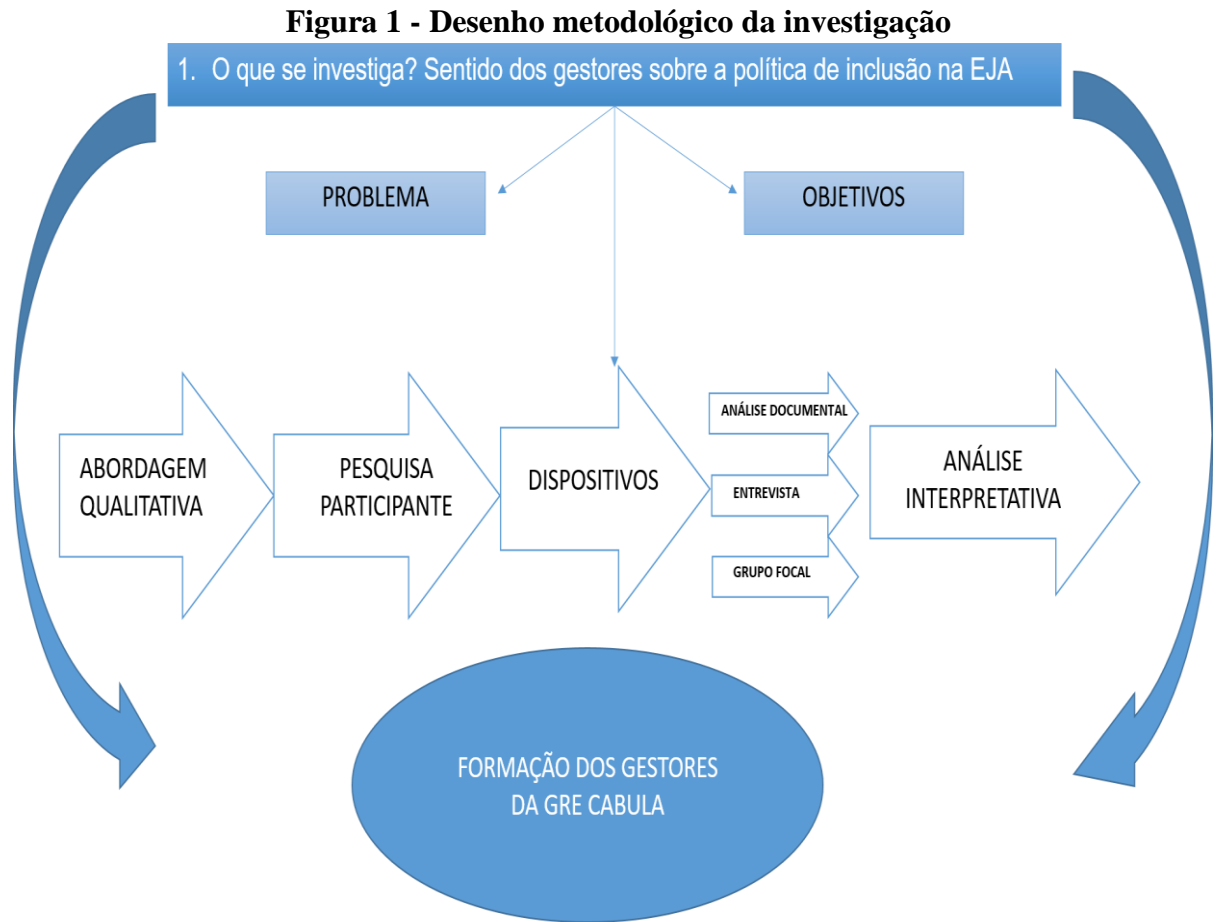 Figura 1 - Desenho metodológico da investigação
1. O que se investiga? Sentido dos gestores sobre a política de inclusão na EJA
PROBLEMA
OBJETIVOS
ABORDAGEM
QUALITATIVA
PESQUISA
PARTICIPANTE
DISPOSITIVOS
ANÁLISE DOCUMENTAL
ENTREVISTA
GRUPO FOCAL
ANÁLISE
INTERPRETATIVA
FORMAÇÃO DOS GESTORES
DA GRE CABULA